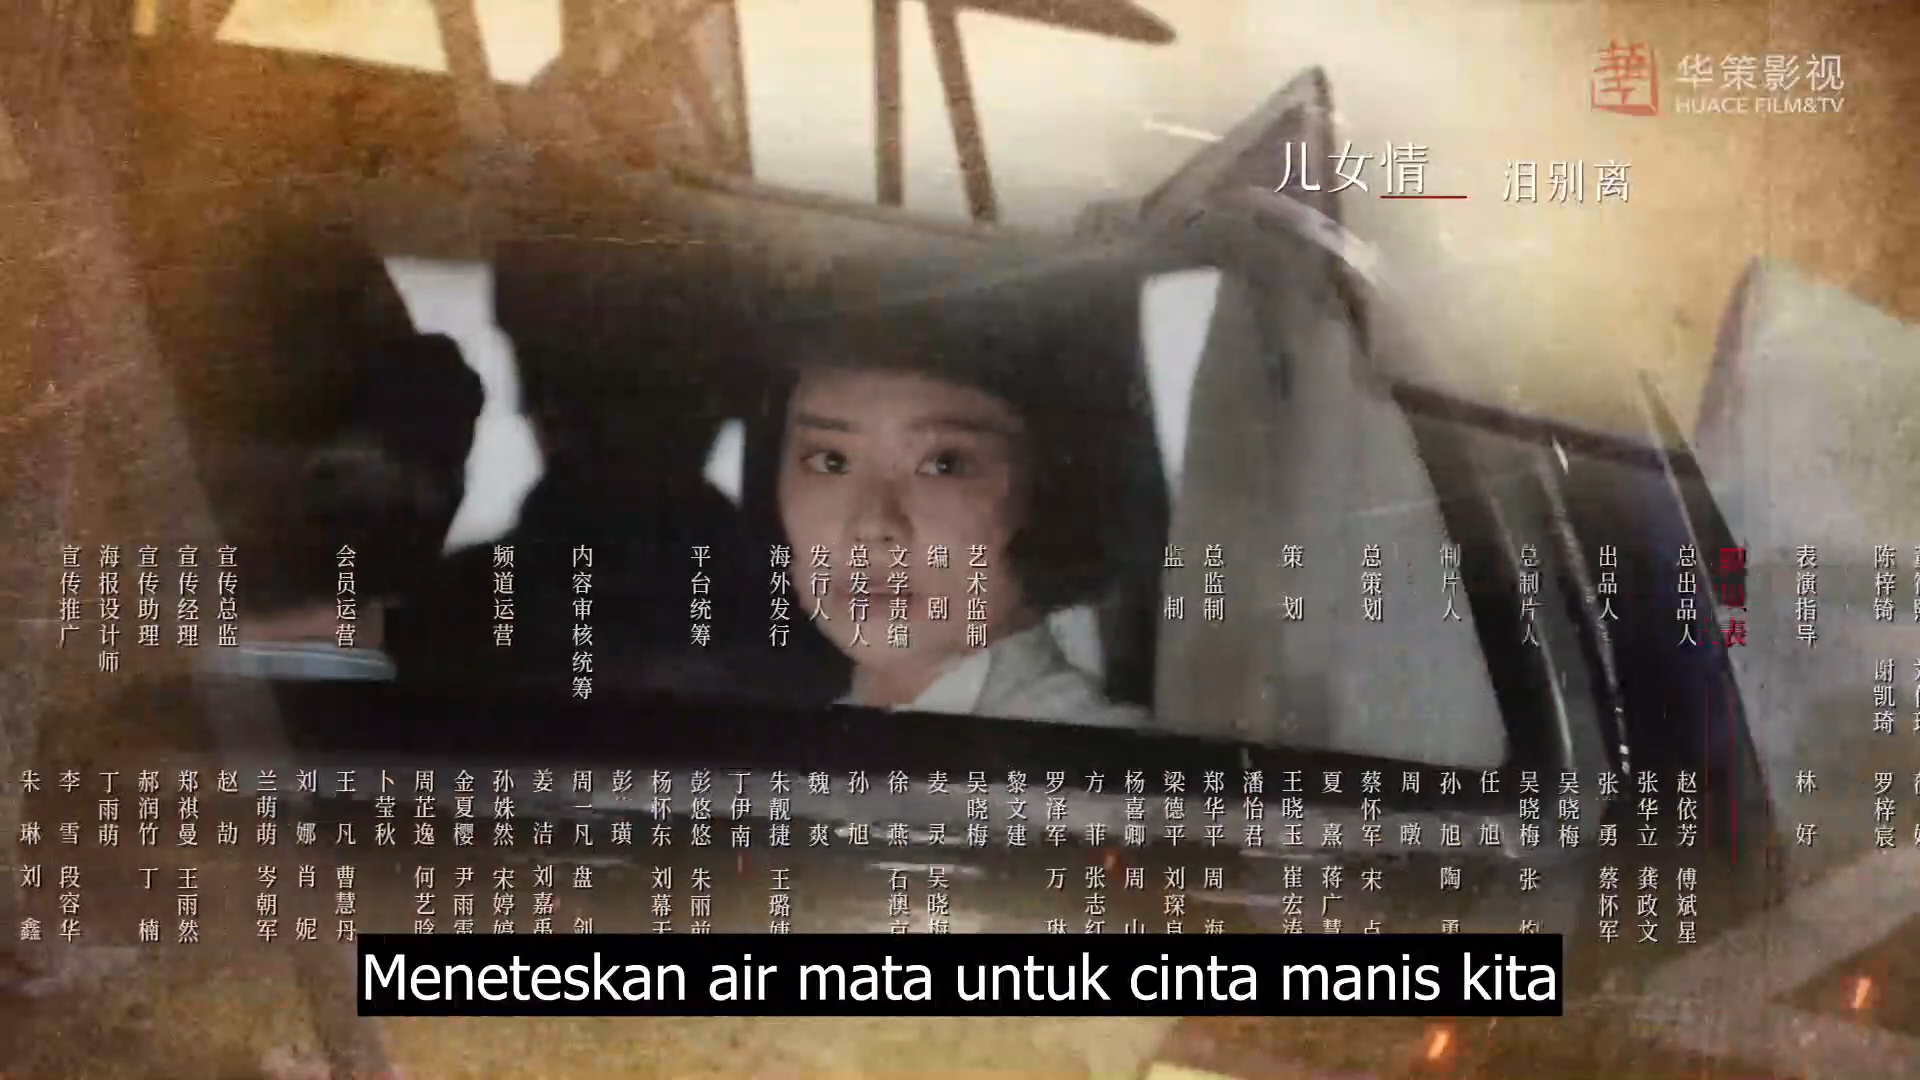 华策影视
HUACE FILM&TV
儿女情 泪别离
陈梓锜 谢凯琦 罗梓宸
表演指导 林好
总出品人 赵依芳 傅斌星
张华立 龚政文
出品人 张勇 蔡怀军
吴晓梅
总制片人 吴晓梅 张
任旭
制片人 孙旭 陶勇
周暾
总策划 蔡怀军 宋点
夏熹 蒋广慧
策划 王晓玉 崔宏涛
潘怡君
总监制 郑华平 周海
监制 梁德平 刘琛良
杨喜卿 周山
方菲 张志红
罗泽军 万琳
黎文建
艺术监制 吴晓梅
编剧 麦灵 吴晓梅
文学责编 徐燕 石澳京
总发行人 孙旭
发行人 魏爽
海外发行 朱靓捷 王璐婕
丁伊南
平台统筹 彭悠悠 朱丽前
杨怀东 刘幕天
彭璜
内容审核统筹 周一凡 盘剑
姜洁 刘嘉禹
频道运营 孙姝然 宋婷婷
金夏樱 尹雨雷
周芷逸 何艺晗
卜莹秋
会员运营 王凡 曹慧丹
刘娜 肖妮
兰萌萌 岑朝军
宣传总监 赵劼
宣传经理 郑祺曼 王雨然
宣传助理 郝润竹 丁楠
海报设计师 丁雨萌
宣传推广 李雪 段容华
朱琳 刘鑫
Meneteskan air mata untuk cinta manis kita